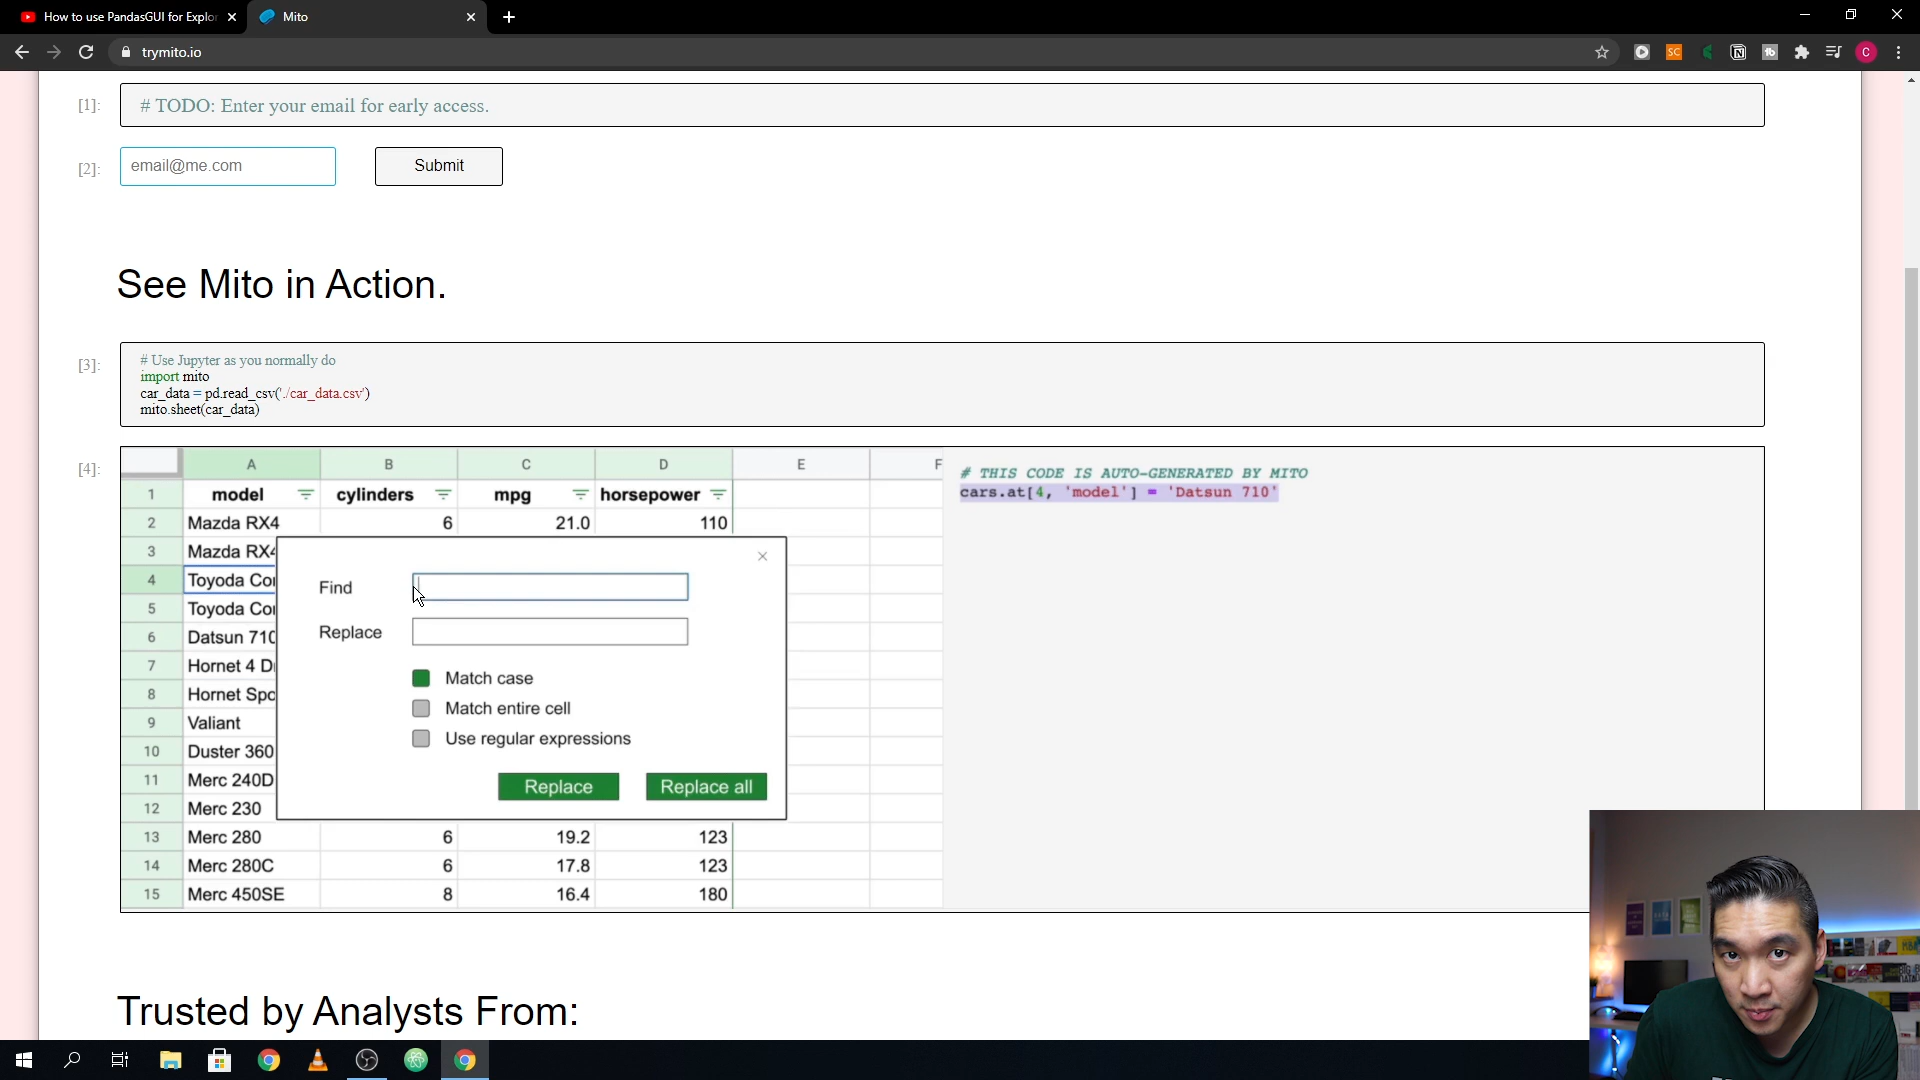 How to use PandasGUI for Explor
Mito
trymito.io
[1]:
# TODO: Enter your email for early access.
[2]:
email@me.com
Submit
See Mito in Action.
[3]:
# Use Jupyter as you normally do
import mito
car_data = pd.read_csv('./car_data.csv')
mito.sheet(car_data)
[4]:
A B C D E F
1 model cylinders mpg horsepower
2 Mazda RX4 6 21.0 110
3 Mazda RX4
4 Toyoda Cor
5 Toyoda Cor
6 Datsun 710
7 Hornet 4 Dr
8 Hornet Spo
9 Valiant
10 Duster 360
11 Merc 240D
12 Merc 230
13 Merc 280 6 19.2 123
14 Merc 280C 6 17.8 123
15 Merc 450SE 8 16.4 180
Find
Replace
Match case
Match entire cell
Use regular expressions
Replace
Replace all
# THIS CODE IS AUTO-GENERATED BY MITO
cars.at[4, 'model'] = 'Datsun 710'
Trusted by Analysts From:
SC
N
tb
C